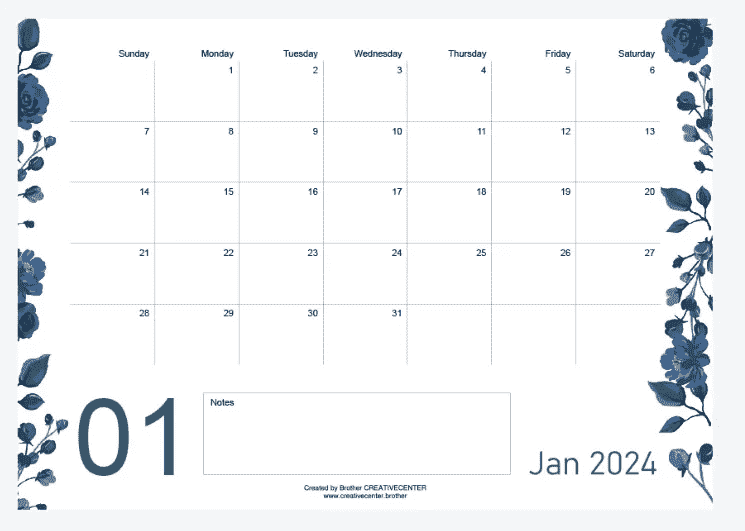 Sunday Monday Tuesday Wednesday Thursday Friday Saturday
1 2 3 4 5 6
7 8 9 10 11 12 13
14 15 16 17 18 19 20
21 22 23 24 25 26 27
28 29 30 31
01
Notes
Jan 2024
Created by Brother CREATIVECENTER
www.creativecenter.brother